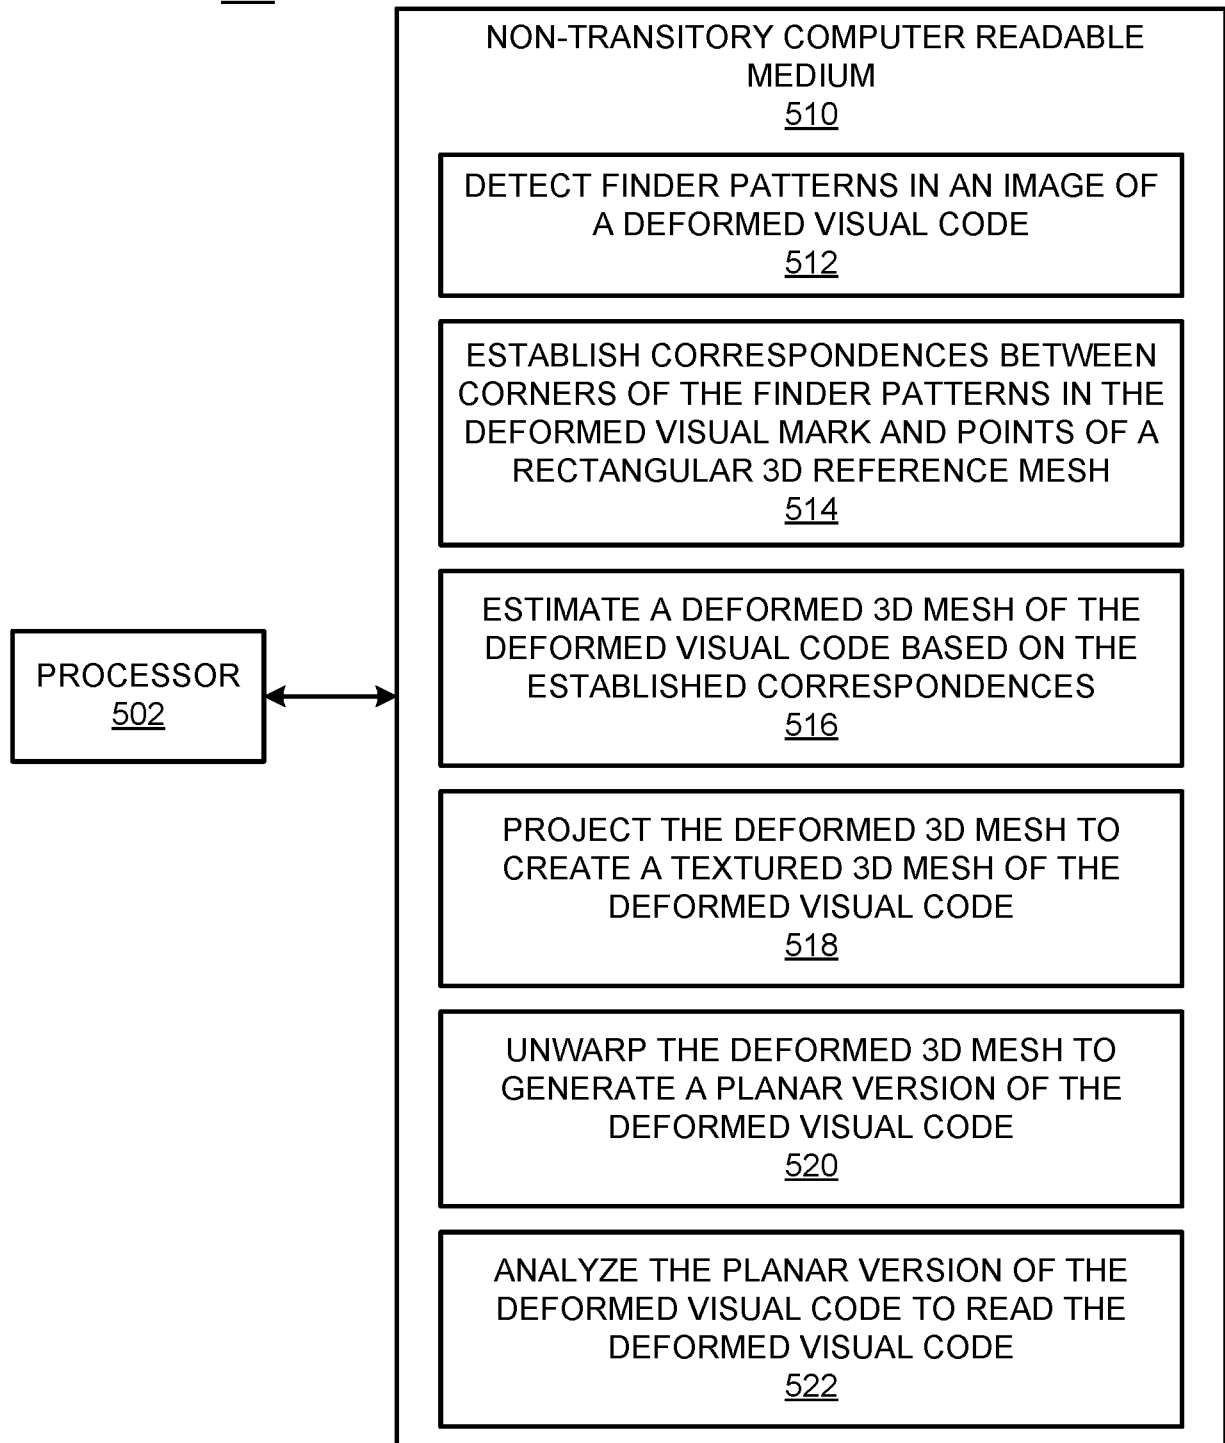 NON-TRANSITORY COMPUTER READABLE
MEDIUM
510
DETECT FINDER PATTERNS IN AN IMAGE OF
A DEFORMED VISUAL CODE
512
ESTABLISH CORRESPONDENCES BETWEEN
CORNERS OF THE FINDER PATTERNS IN THE
DEFORMED VISUAL MARK AND POINTS OF A
RECTANGULAR 3D REFERENCE MESH
514
ESTIMATE A DEFORMED 3D MESH OF THE
DEFORMED VISUAL CODE BASED ON THE
ESTABLISHED CORRESPONDENCES
516
PROCESSOR
502
PROJECT THE DEFORMED 3D MESH TO
CREATE A TEXTURED 3D MESH OF THE
DEFORMED VISUAL CODE
518
UNWARP THE DEFORMED 3D MESH TO
GENERATE A PLANAR VERSION OF THE
DEFORMED VISUAL CODE
520
ANALYZE THE PLANAR VERSION OF THE
DEFORMED VISUAL CODE TO READ THE
DEFORMED VISUAL CODE
522